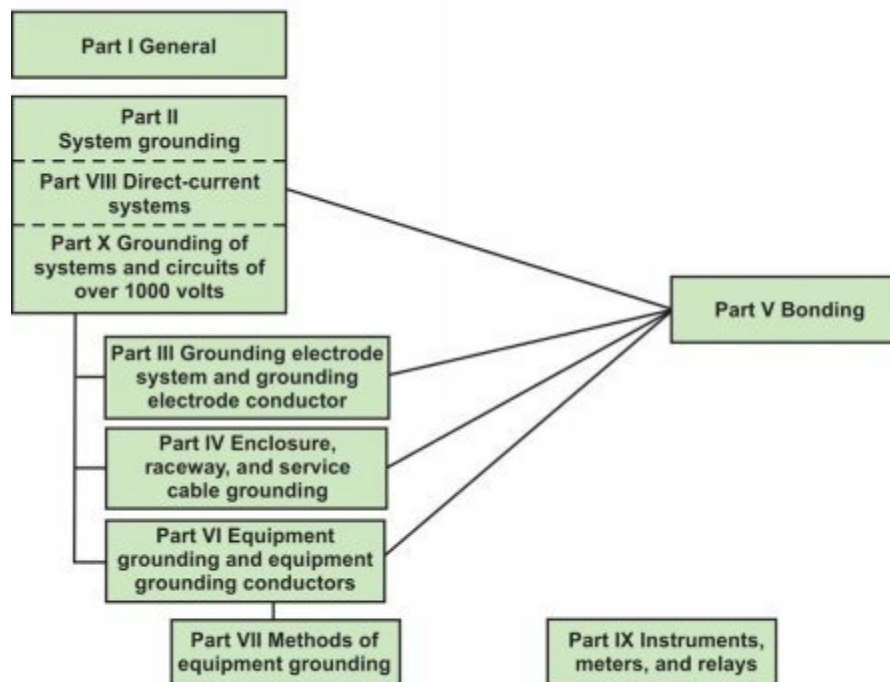 Part I General
Part II
System grounding
Part VIII Direct-current
systems
Part X Grounding of
systems and circuits of
over 1000 volts
Part V Bonding
Part III Grounding electrode
system and grounding
electrode conductor
Part IV Enclosure,
raceway, and service
cable grounding
Part VI Equipment
grounding and equipment
grounding conductors
Part VII Methods of
equipment grounding
Part IX Instruments,
meters, and relays